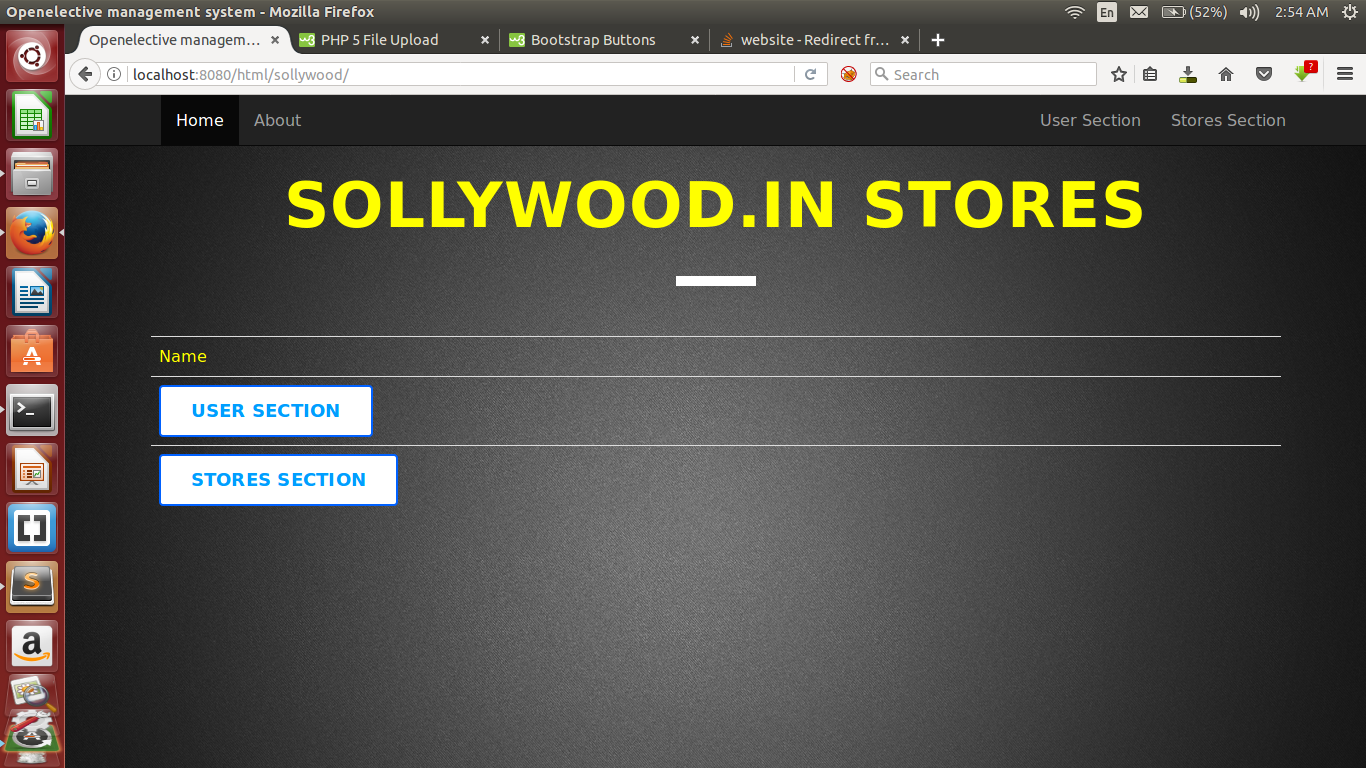 Openelective management system - Mozilla Firefox En (52%) 2:54 AM
Openelective managem... PHP 5 File Upload Bootstrap Buttons website - Redirect fr...
localhost:8080/html/sollywood/ Search
Home About User Section Stores Section
SOLLYWOOD.IN STORES
Name
USER SECTION
STORES SECTION